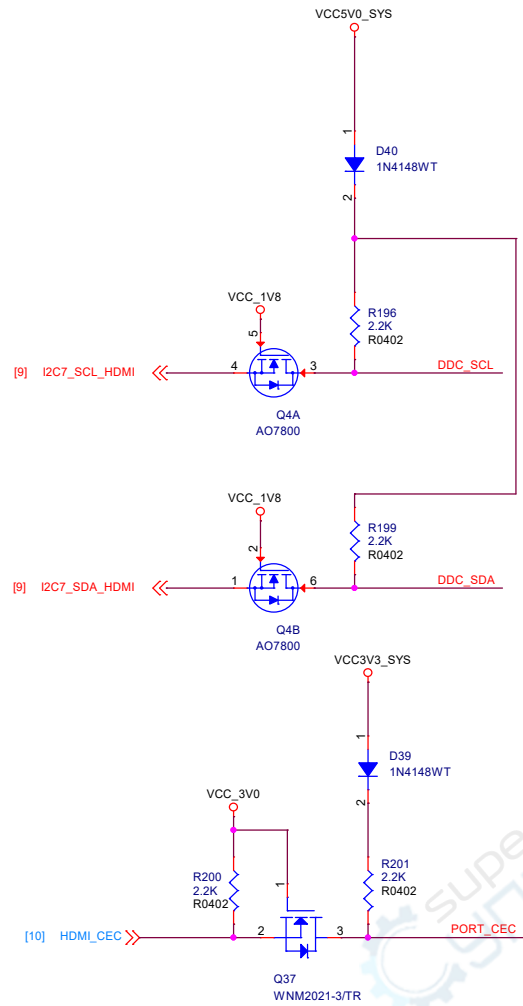 VCC5V0_SYS
1
D40
1N4148WT
2
VCC_1V8
R196
2.2K
R0402
5
[9] I2C7_SCL_HDMI 4 3 DDC_SCL
Q4A
AO7800
VCC_1V8
R199
2.2K
R0402
2
[9] I2C7_SDA_HDMI 1 6 DDC_SDA
Q4B
AO7800
VCC3V3_SYS
1
D39
1N4148WT
2
VCC_3V0
R200
2.2K
R0402
1
R201
2.2K
R0402
[10] HDMI_CEC 2 3 PORT_CEC
Q37
WNM2021-3/TR